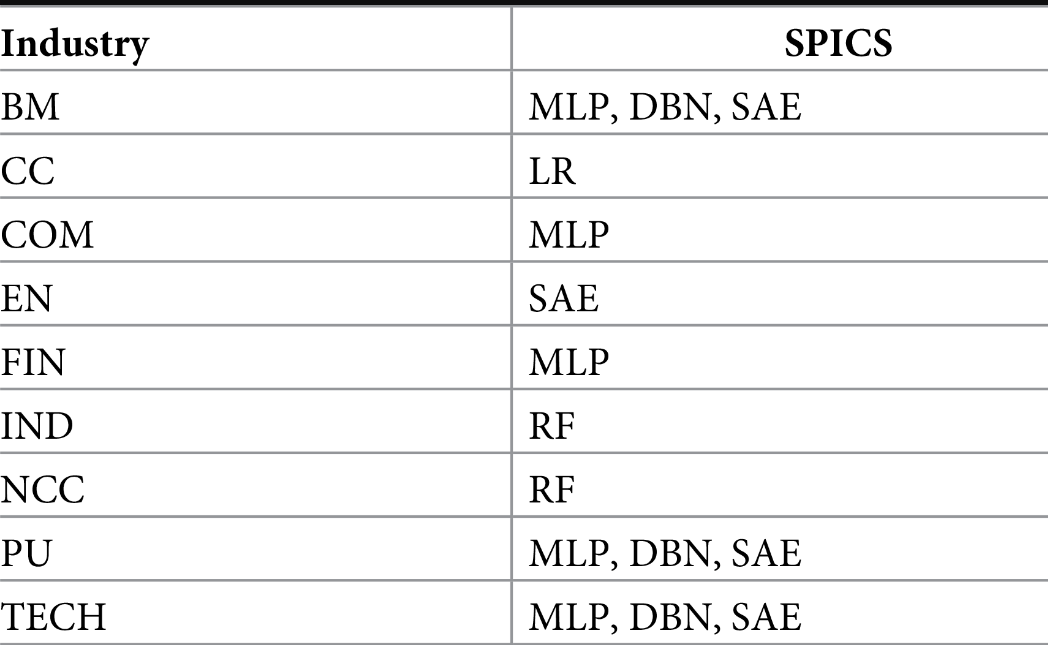 Industry SPICS
BM MLP, DBN, SAE
CC LR
COM MLP
EN SAE
FIN MLP
IND RF
NCC RF
PU MLP, DBN, SAE
TECH MLP, DBN, SAE